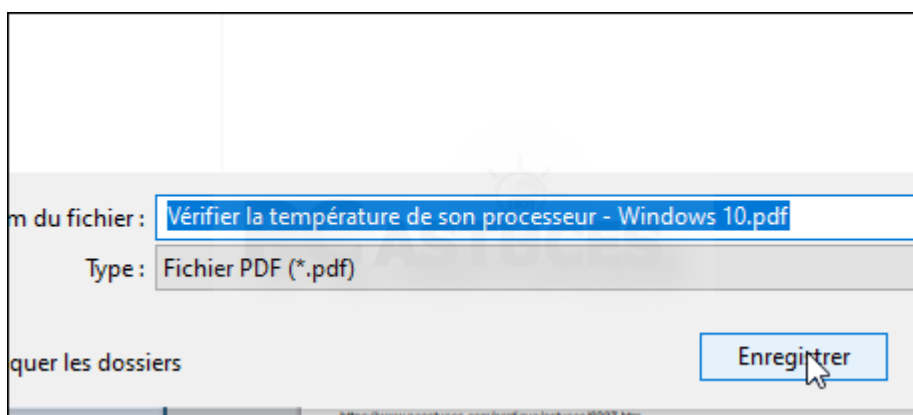 m du fichier : Vérifier la température de son processeur - Windows 10.pdf
Type : Fichier PDF (*.pdf)
ASTUCES
quer les dossiers
Enregistrer